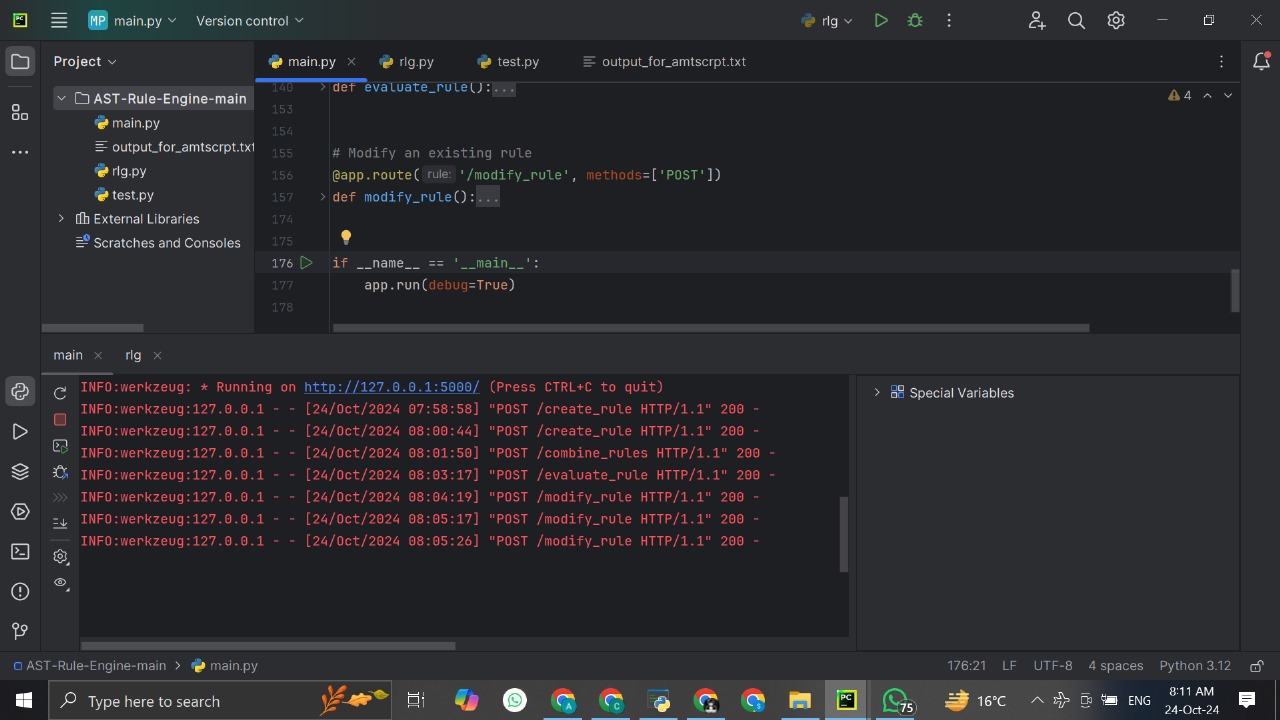 PC MP main.py Version control rlg
Project
main.py rlg.py test.py output_for_amtscrpt.txt
AST-Rule-Engine-main
main.py
output_for_amtscrpt.txt
rlg.py
test.py
External Libraries
Scratches and Consoles
140 def evaluate_rule():...
4
153
154
155 # Modify an existing rule
156 @app.route( rule: '/modify_rule', methods=['POST'])
157 def modify_rule():...
174
175
176 if __name__ == '__main__':
177 app.run(debug=True)
178
main rlg
INFO:werkzeug: * Running on http://127.0.0.1:5000/ (Press CTRL+C to quit)
INFO:werkzeug:127.0.0.1 - - [24/Oct/2024 07:58:58] "POST /create_rule HTTP/1.1" 200 -
INFO:werkzeug:127.0.0.1 - - [24/Oct/2024 08:00:44] "POST /create_rule HTTP/1.1" 200 -
INFO:werkzeug:127.0.0.1 - - [24/Oct/2024 08:01:50] "POST /combine_rules HTTP/1.1" 200 -
INFO:werkzeug:127.0.0.1 - - [24/Oct/2024 08:03:17] "POST /evaluate_rule HTTP/1.1" 200 -
INFO:werkzeug:127.0.0.1 - - [24/Oct/2024 08:04:19] "POST /modify_rule HTTP/1.1" 200 -
INFO:werkzeug:127.0.0.1 - - [24/Oct/2024 08:05:17] "POST /modify_rule HTTP/1.1" 200 -
INFO:werkzeug:127.0.0.1 - - [24/Oct/2024 08:05:26] "POST /modify_rule HTTP/1.1" 200 -
Special Variables
AST-Rule-Engine-main > main.py 176:21 LF UTF-8 4 spaces Python 3.12
Type here to search
A C S PC 75
16°C ENG
8:11 AM
24-Oct-24